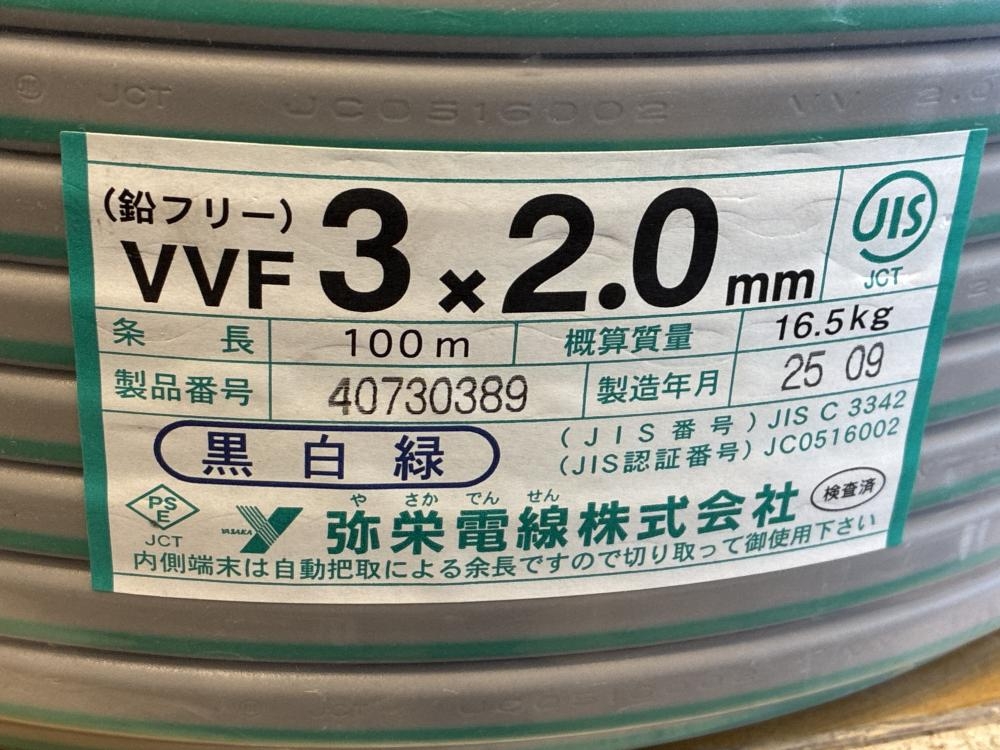 JIS JCT JC0516002 VV 2.0
(鉛フリー)
VVF 3×2.0mm
JIS
JCT
条 長 100m 概算質量 16.5kg
製品番号 40730389 製造年月 25 09
黒 白 緑
(JIS番号) JIS C 3342
(JIS認証番号) JC0516002
PS
E
JCT
YASAKA
や さか でん せん
弥栄電線株式会社
検査済
内側端末は自動把取による余長ですので切り取って御使用下さい